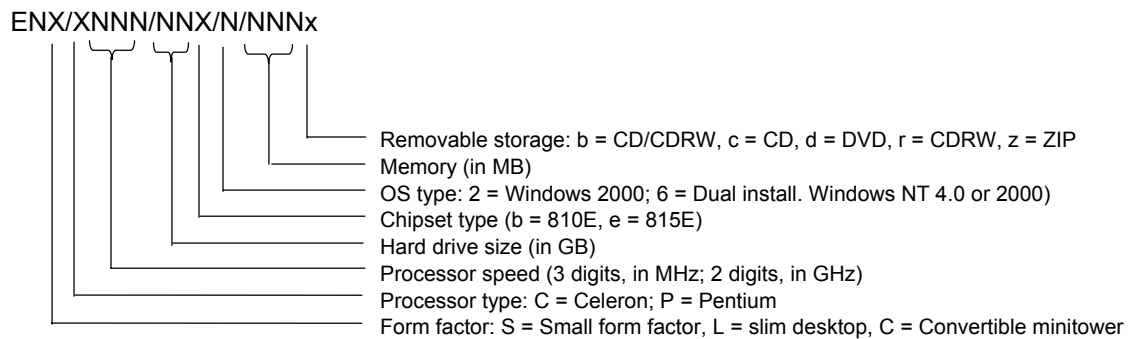 ENX/XNNN/NNX/N/NNNx
Removable storage: b = CD/CDRW, c = CD, d = DVD, r = CDRW, z = ZIP
Memory (in MB)
OS type: 2 = Windows 2000; 6 = Dual install. Windows NT 4.0 or 2000)
Chipset type (b = 810E, e = 815E)
Hard drive size (in GB)
Processor speed (3 digits, in MHz; 2 digits, in GHz)
Processor type: C = Celeron; P = Pentium
Form factor: S = Small form factor, L = slim desktop, C = Convertible minitower